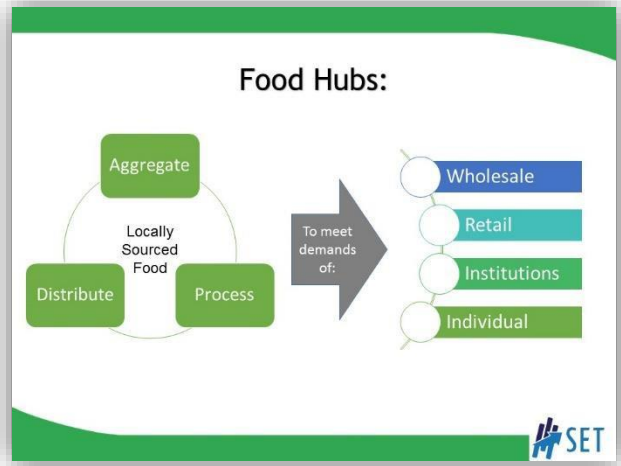 Food Hubs:
Aggregate
Locally
Sourced
Food
Distribute
Process
To meet
demands
of:
Wholesale
Retail
Institutions
Individual
SET